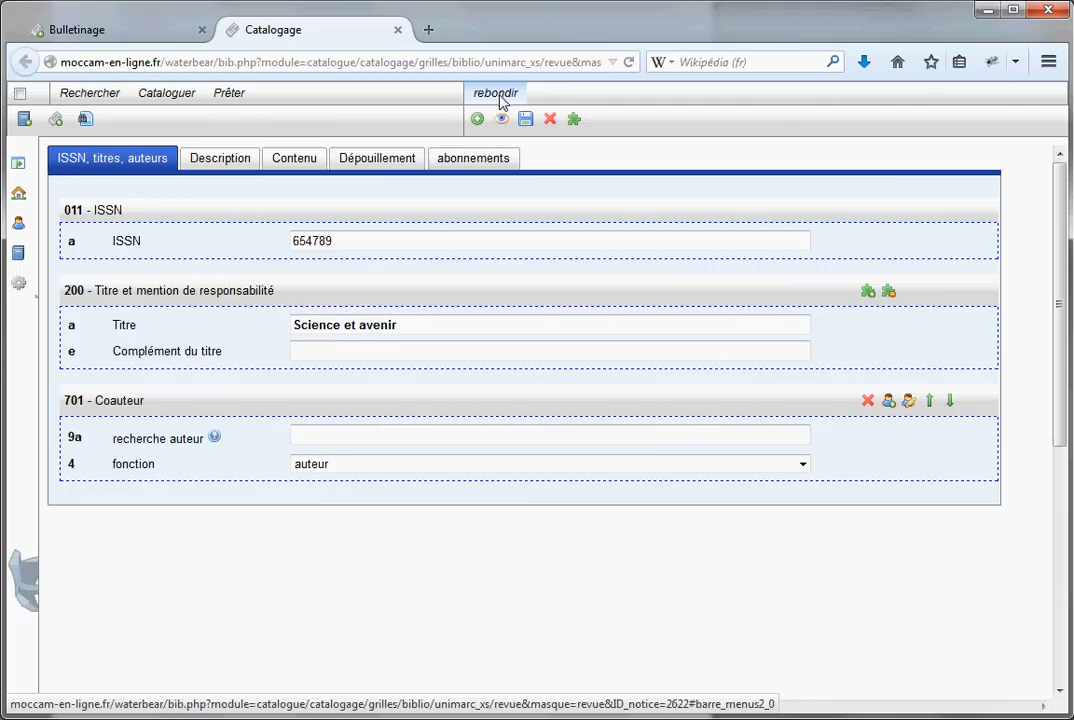 Bulletinage
Catalogage
moccam-en-ligne.fr/waterbear/bib.php?module=catalogue/catalogage/grilles/biblio/unimarc_xs/revue&mas
W
Wikipédia (fr)
Rechercher Cataloguer Prêter
rebondir
ISSN, titres, auteurs Description Contenu Dépouillement abonnements
011 - ISSN
a ISSN 654789
200 - Titre et mention de responsabilité
a Titre Science et avenir
e Complément du titre
701 - Coauteur
9a recherche auteur
4 fonction auteur
moccam-en-ligne.fr/waterbear/bib.php?module=catalogue/catalogage/grilles/biblio/unimarc_xs/revue&masque=revue&ID_notice=2622#barre_menus2_0